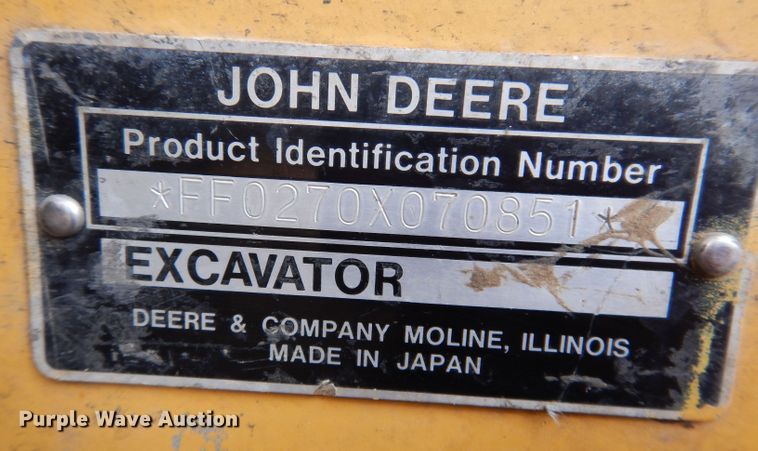 JOHN DEERE
Product Identification Number
*FF0270X070851*
EXCAVATOR
DEERE & COMPANY MOLINE, ILLINOIS
MADE IN JAPAN
Purple Wave Auction